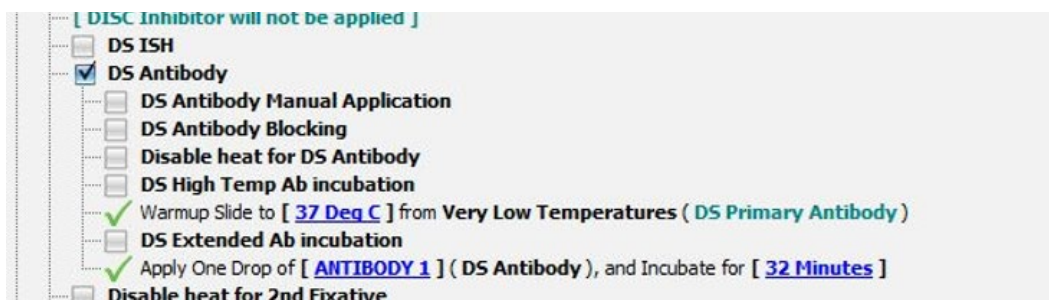 [ DISC Inhibitor will not be applied ]
DS ISH
DS Antibody
DS Antibody Manual Application
DS Antibody Blocking
Disable heat for DS Antibody
DS High Temp Ab incubation
Warmup Slide to [ 37 Deg C ] from Very Low Temperatures ( DS Primary Antibody )
DS Extended Ab incubation
Apply One Drop of [ ANTIBODY 1 ] ( DS Antibody ), and Incubate for [ 32 Minutes ]
Disable heat for 2nd Fixative